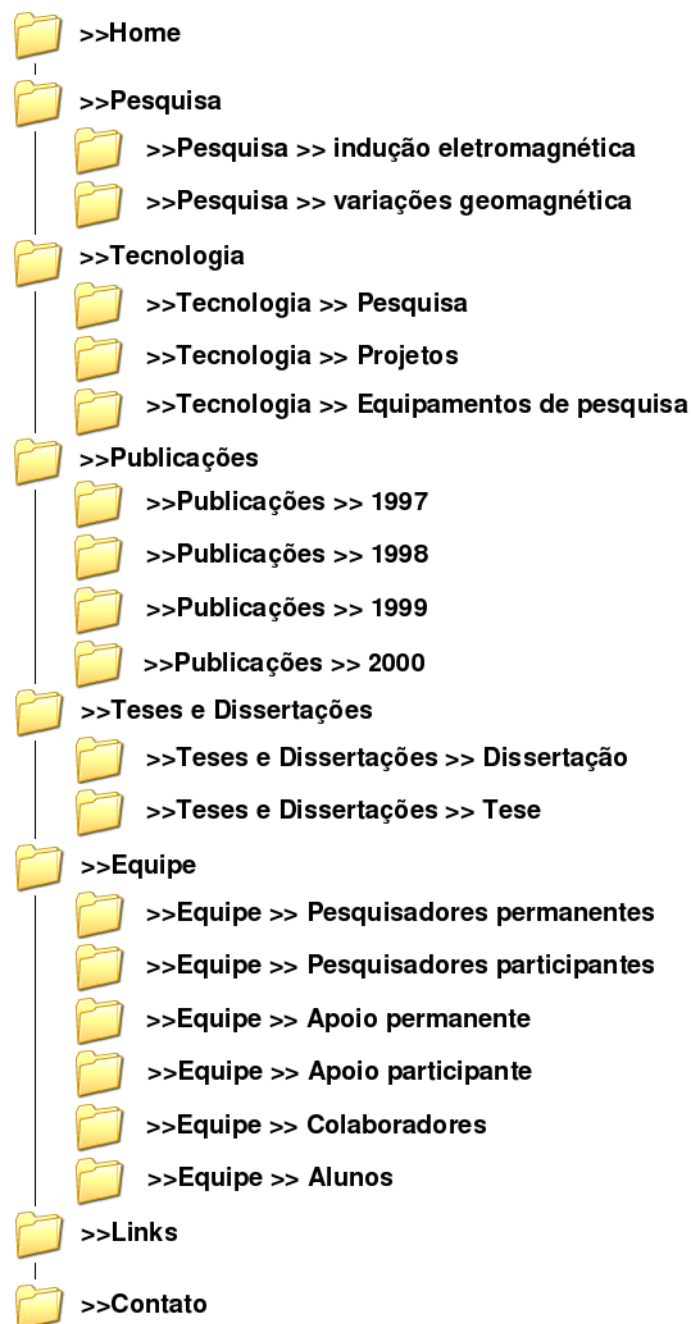 >>Home
>>Pesquisa
>>Pesquisa >> indução eletromagnética
>>Pesquisa >> variações geomagnética
>>Tecnologia
>>Tecnologia >> Pesquisa
>>Tecnologia >> Projetos
>>Tecnologia >> Equipamentos de pesquisa
>>Publicações
>>Publicações >> 1997
>>Publicações >> 1998
>>Publicações >> 1999
>>Publicações >> 2000
>>Teses e Dissertações
>>Teses e Dissertações >> Dissertação
>>Teses e Dissertações >> Tese
>>Equipe
>>Equipe >> Pesquisadores permanentes
>>Equipe >> Pesquisadores participantes
>>Equipe >> Apoio permanente
>>Equipe >> Apoio participante
>>Equipe >> Colaboradores
>>Equipe >> Alunos
>>Links
>>Contato